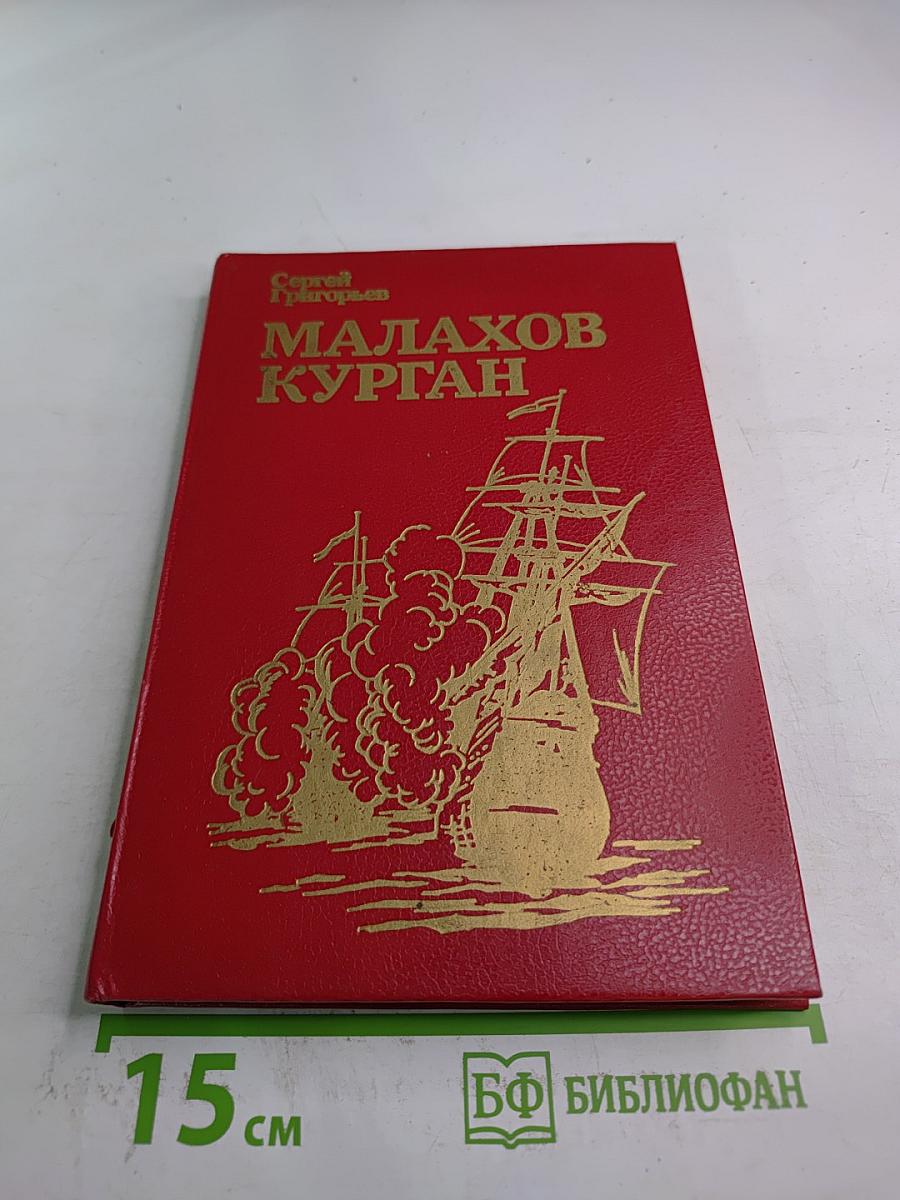 Сергей
Григорьев
МАЛАХОВ
КУРГАН
15 см
БФ БИБЛИОФАН